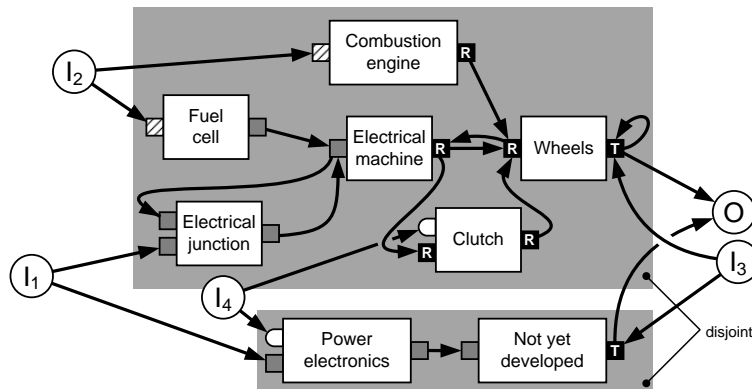 Combustion
engine
R
I2
Fuel
cell
Electrical
machine
R
R
Wheels
T
O
Electrical
junction
Clutch
R
R
I1
I4
I3
Power
electronics
Not yet
developed
T
disjoint